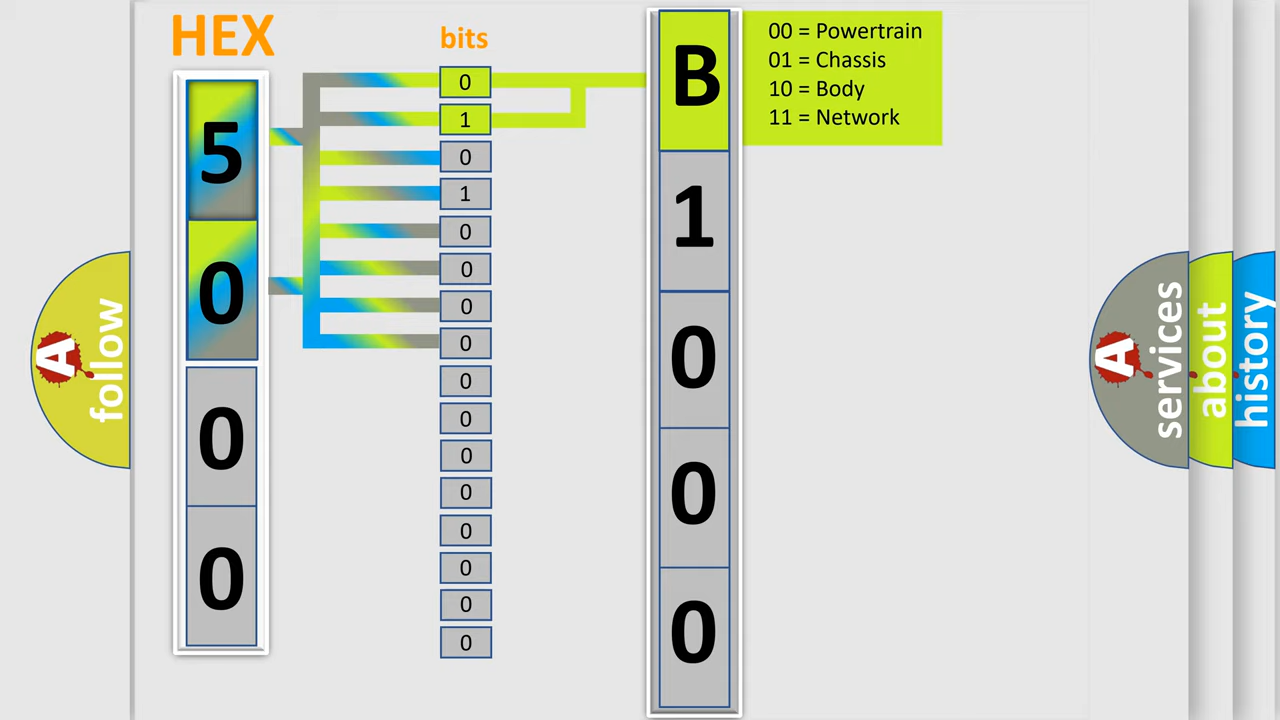 HEX
bits
5
0
0
0
0
1
0
1
0
0
0
0
0
0
0
0
0
0
0
0
B
1
0
0
0
00 = Powertrain
01 = Chassis
10 = Body
11 = Network
A follow
A services
about
history